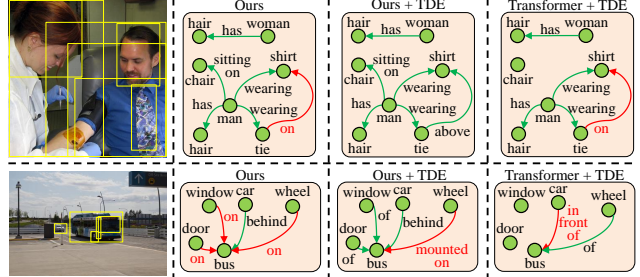 Ours
Ours + TDE
Transformer + TDE
hair
has
woman
sitting
on
shirt
chair
wearing
has
man
wearing
on
hair
tie
hair
has
woman
sitting
on
shirt
chair
wearing
has
man
wearing
hair
tie
above
hair
has
woman
shirt
chair
wearing
has
man
wearing
on
hair
tie
Ours
Ours + TDE
Transformer + TDE
window
car
wheel
on
behind
door
on
on
bus
window
car
wheel
of
behind
door
of
mounted
on
bus
window
car
wheel
in
front
of
door
of
bus